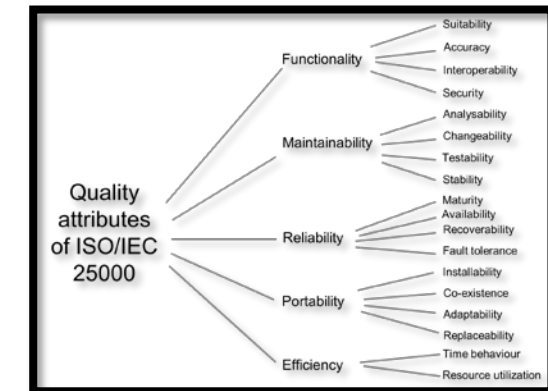 Quality
attributes
of ISO/IEC
25000
Functionality
Suitability
Accuracy
Interoperability
Security
Maintainability
Analysability
Changeability
Testability
Stability
Reliability
Maturity
Availability
Recoverability
Fault tolerance
Portability
Installability
Co-existence
Adaptability
Replaceability
Efficiency
Time behaviour
Resource utilization